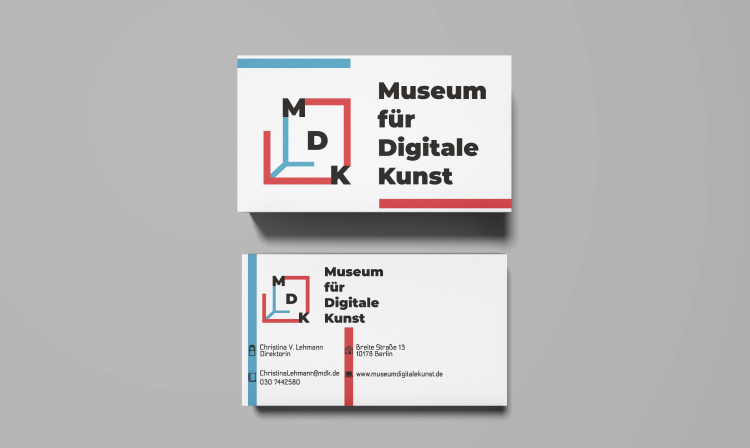 M
D
K
Museum
für
Digitale
Kunst
M
D
K
Museum
für
Digitale
Kunst
Christina V. Lehmann
Direktorin
ChristinaLehmann@mdk.de
030 7442580
Breite Straße 13
10178 Berlin
www.museumdigitalekunst.de